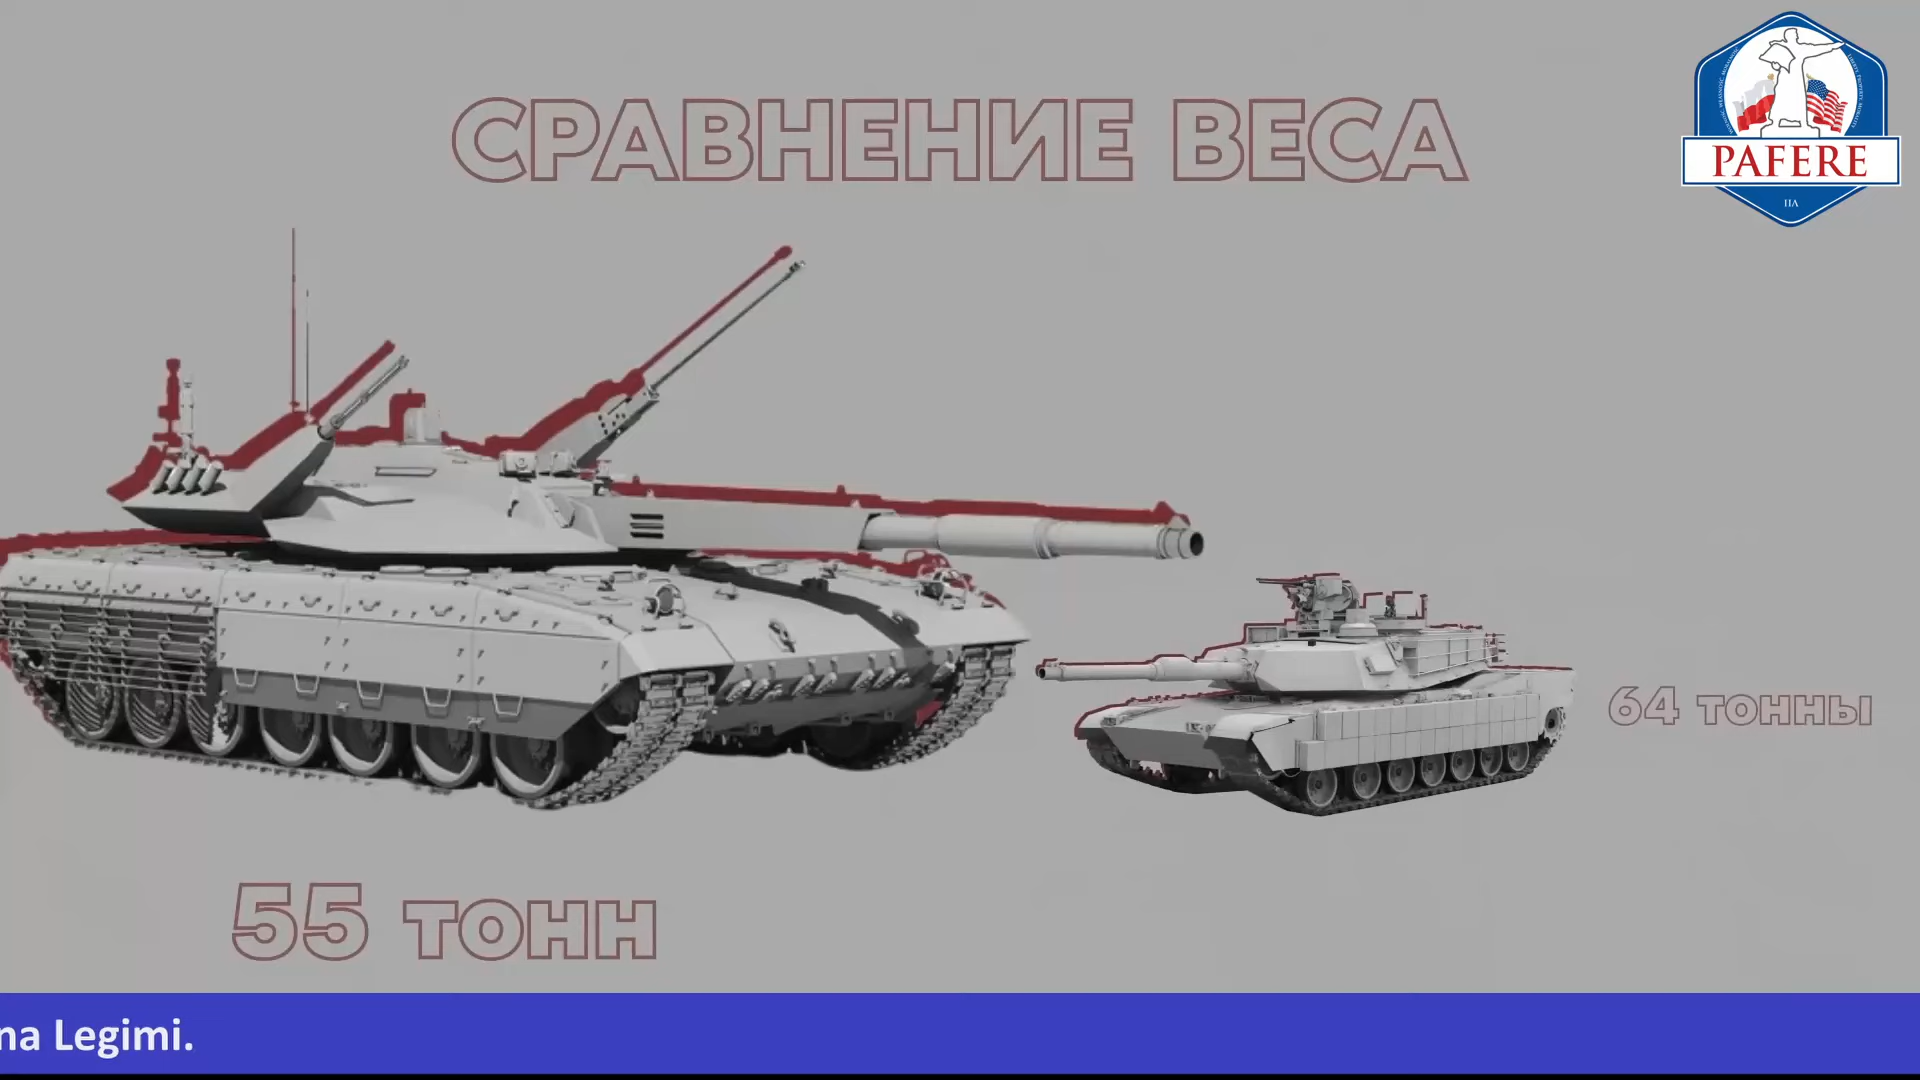 СРАВНЕНИЕ ВЕСА
PAFERE
64 тонны
55 тонн
na Legimi.